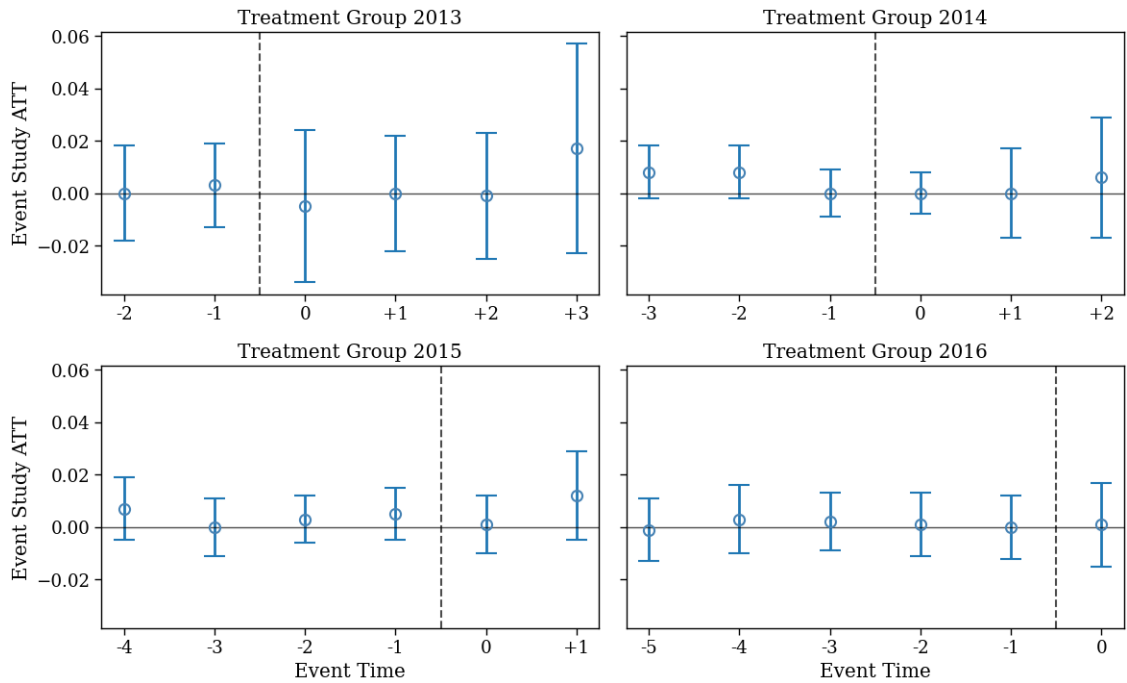 Treatment Group 2013
Treatment Group 2014
Event Study ATT
0.06
0.04
0.02
0.00
−0.02
-2 -1 0 +1 +2 +3
-3 -2 -1 0 +1 +2
Treatment Group 2015
Treatment Group 2016
Event Study ATT
0.06
0.04
0.02
0.00
−0.02
-4 -3 -2 -1 0 +1
-5 -4 -3 -2 -1 0
Event Time
Event Time